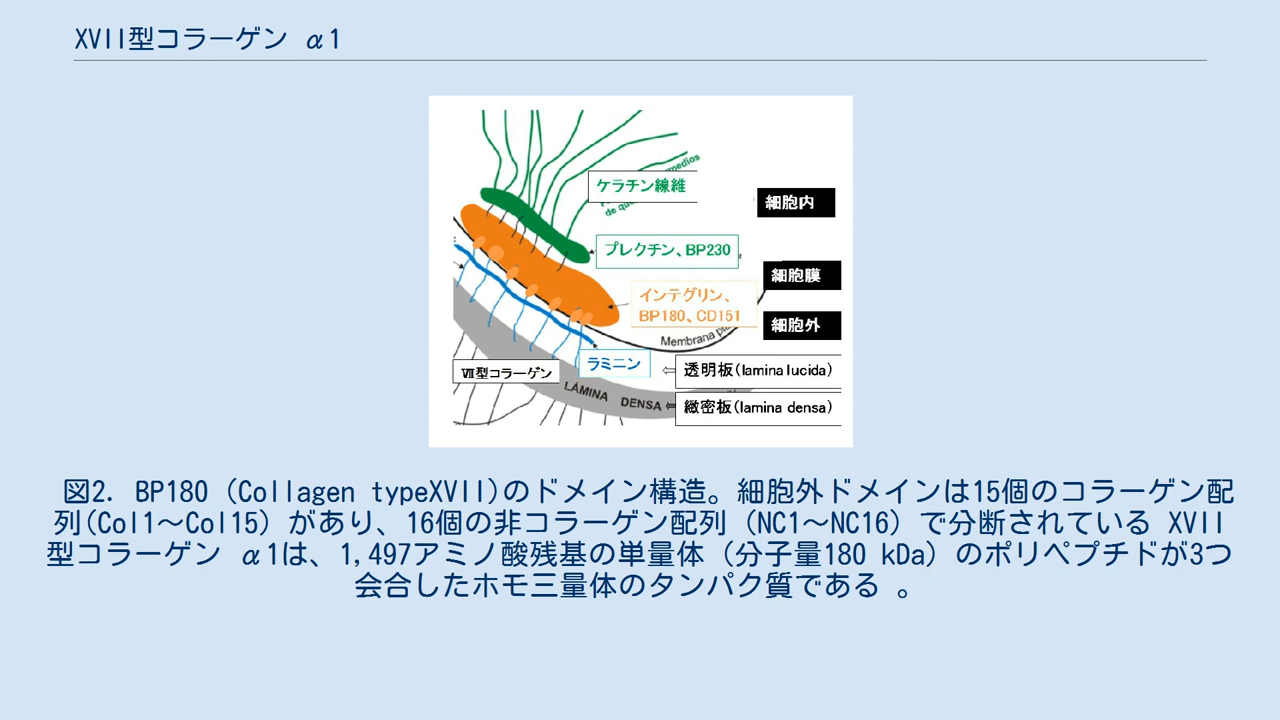 XVII型コラーゲン α1
medios
ケラチン線維
de que
細胞内
プレクチン、BP230
細胞膜
インテグリン、
BP180、CD151
細胞外
Membrana
ラミニン
透明板(lamina lucida)
Ⅶ型コラーゲン
LÁMINA DENSA
緻密板(lamina densa)
図2. BP180 (Collagen typeXVII)のドメイン構造。細胞外ドメインは15個のコラーゲン配
列(Col1～Col15) があり、16個の非コラーゲン配列 (NC1～NC16) で分断されている XVII
型コラーゲン α1は、1,497アミノ酸残基の単量体 (分子量180 kDa) のポリペプチドが3つ
会合したホモ三量体のタンパク質である 。